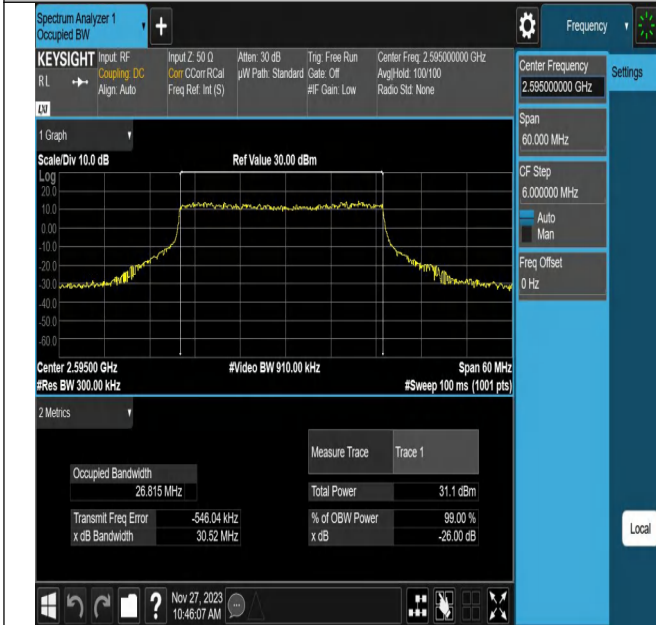 Spectrum Analyzer 1
Occupied BW
+
Frequency
KEYSIGHT
RL
LXI
Input: RF
Coupling: DC
Align: Auto
Input Z: 50 Ω
Corr CCorr RCal
Freq Ref: Int (S)
Atten: 30 dB
µW Path: Standard
Trig: Free Run
Gate: Off
#IF Gain: Low
Center Freq: 2.595000000 GHz
Avg|Hold: 100/100
Radio Std: None
Center Frequency
2.595000000 GHz
Settings
Span
60.000 MHz
CF Step
6.000000 MHz
Auto
Man
Freq Offset
0 Hz
Local
1 Graph
Scale/Div 10.0 dB
Ref Value 30.00 dBm
Log
20.0
10.0
0.00
-10.0
-20.0
-30.0
-40.0
-50.0
-60.0
Center 2.59500 GHz
#Video BW 910.00 kHz
Span 60 MHz
#Res BW 300.00 kHz
#Sweep 100 ms (1001 pts)
2 Metrics
Measure Trace
Trace 1
Occupied Bandwidth
26.815 MHz
Total Power
31.1 dBm
Transmit Freq Error
-546.04 kHz
% of OBW Power
99.00 %
x dB Bandwidth
30.52 MHz
x dB
-26.00 dB
?
Nov 27, 2023
10:46:07 AM